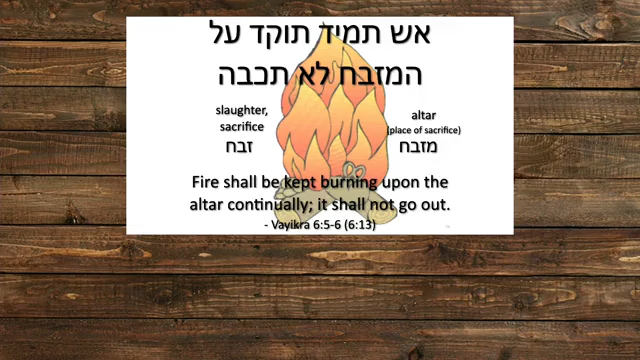 אש תמיד תוקד על
המזבח לא תכבה
slaughter,
sacrifice
זבח
altar
(place of sacrifice)
מזבח
Fire shall be kept burning upon the
altar continually; it shall not go out.
- Vayikra 6:5-6 (6:13)